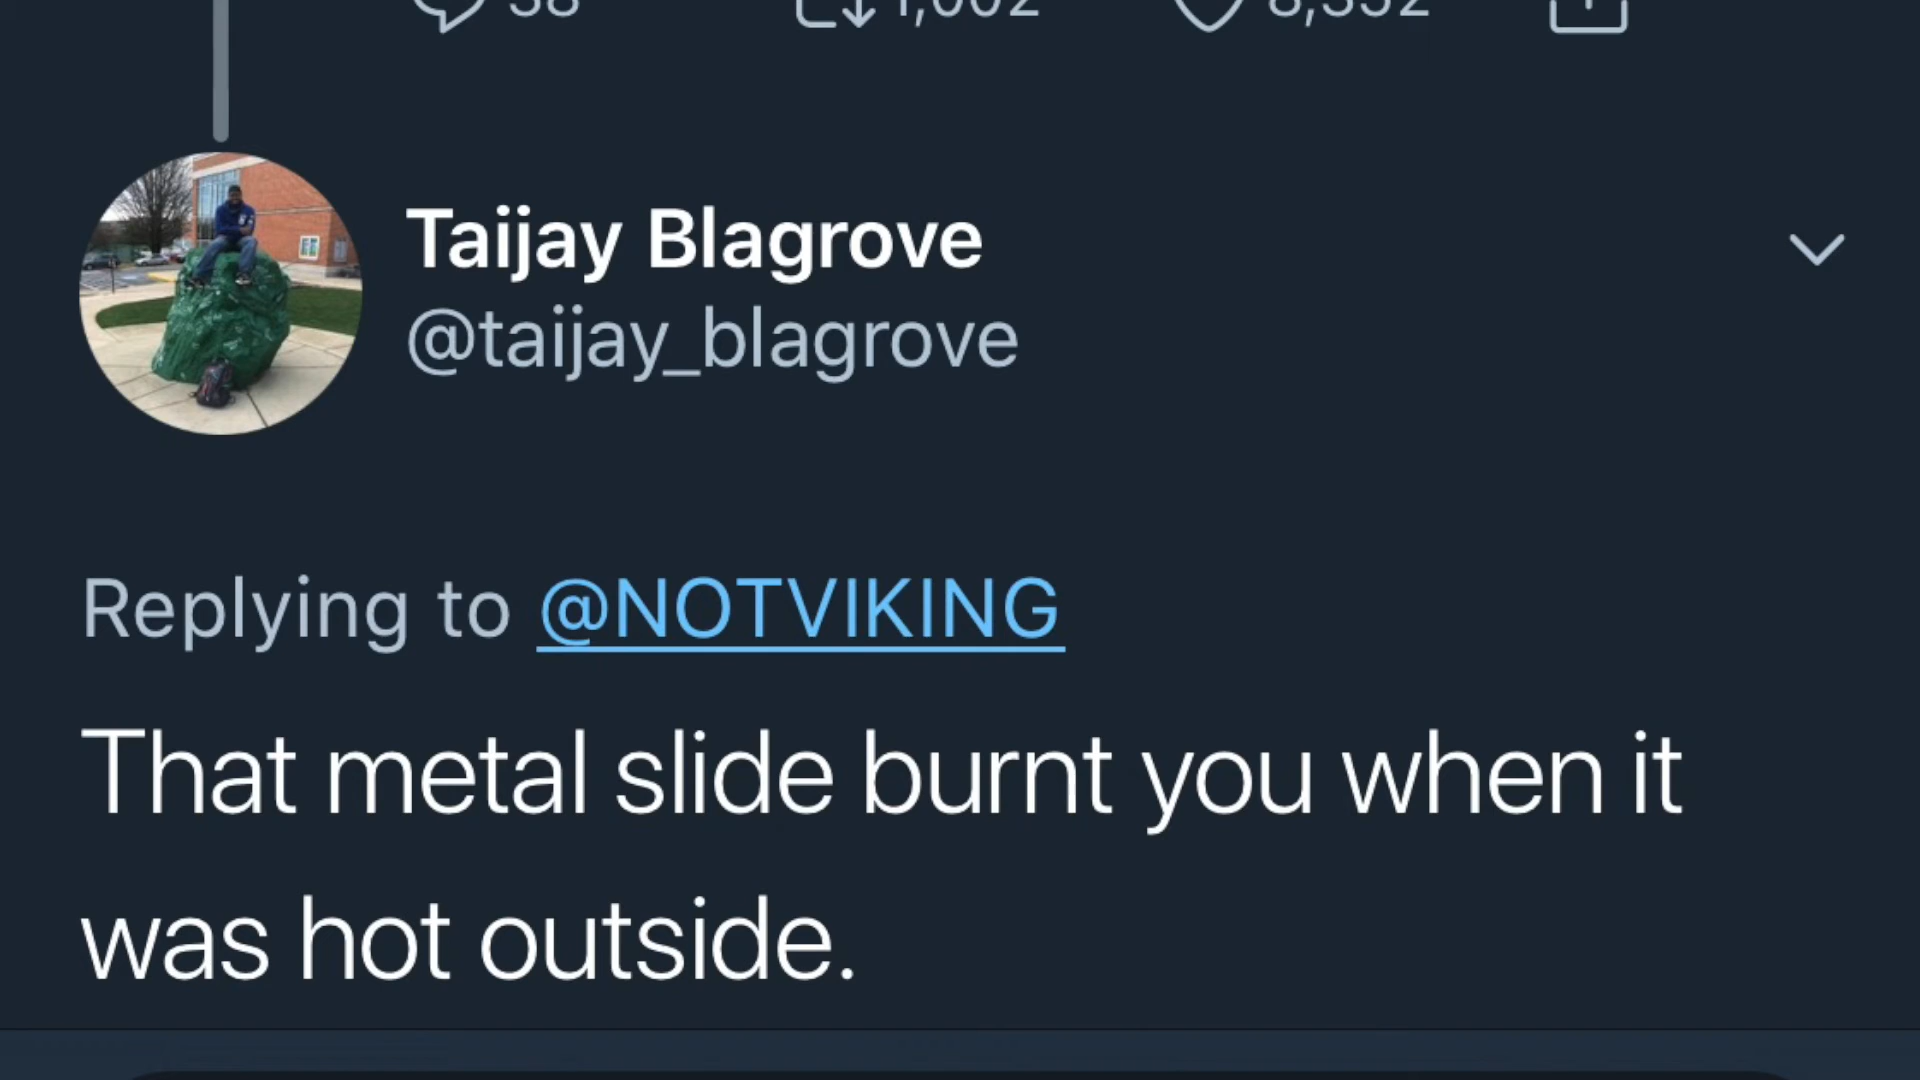 Taijay Blagrove
@taijay_blagrove
Replying to @NOTVIKING
That metal slide burnt you when it
was hot outside.